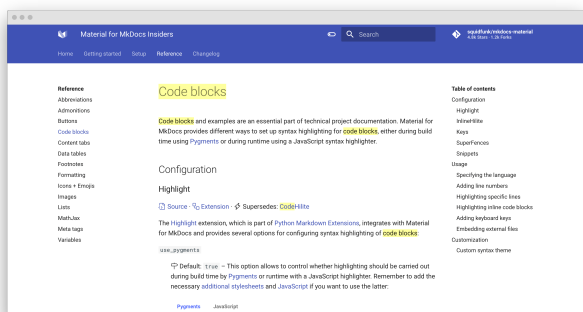 Material for MkDocs Insiders
Search
squidfunk/mkdocs-material
4.8k Stars · 1.2k Forks
Home Getting started Setup Reference Changelog
Reference
Abbreviations
Admonitions
Buttons
Code blocks
Content tabs
Data tables
Footnotes
Formatting
Icons + Emojis
Images
Lists
MathJax
Meta tags
Variables
Code blocks
Code blocks and examples are an essential part of technical project documentation. Material for
MkDocs provides different ways to set up syntax highlighting for code blocks, either during build
time using Pygments or during runtime using a JavaScript syntax highlighter.
Configuration
Highlight
Source · Extension · Supersedes: CodeHilite
The Highlight extension, which is part of Python Markdown Extensions, integrates with Material
for MkDocs and provides several options for configuring syntax highlighting of code blocks:
use_pygments
Default: true – This option allows to control whether highlighting should be carried out
during build time by Pygments or runtime with a JavaScript highlighter. Remember to add the
necessary additional stylesheets and JavaScript if you want to use the latter:
Pygments JavaScript
Table of contents
Configuration
Highlight
InlineHilite
Keys
SuperFences
Snippets
Usage
Specifying the language
Adding line numbers
Highlighting specific lines
Highlighting inline code blocks
Adding keyboard keys
Embedding external files
Customization
Custom syntax theme